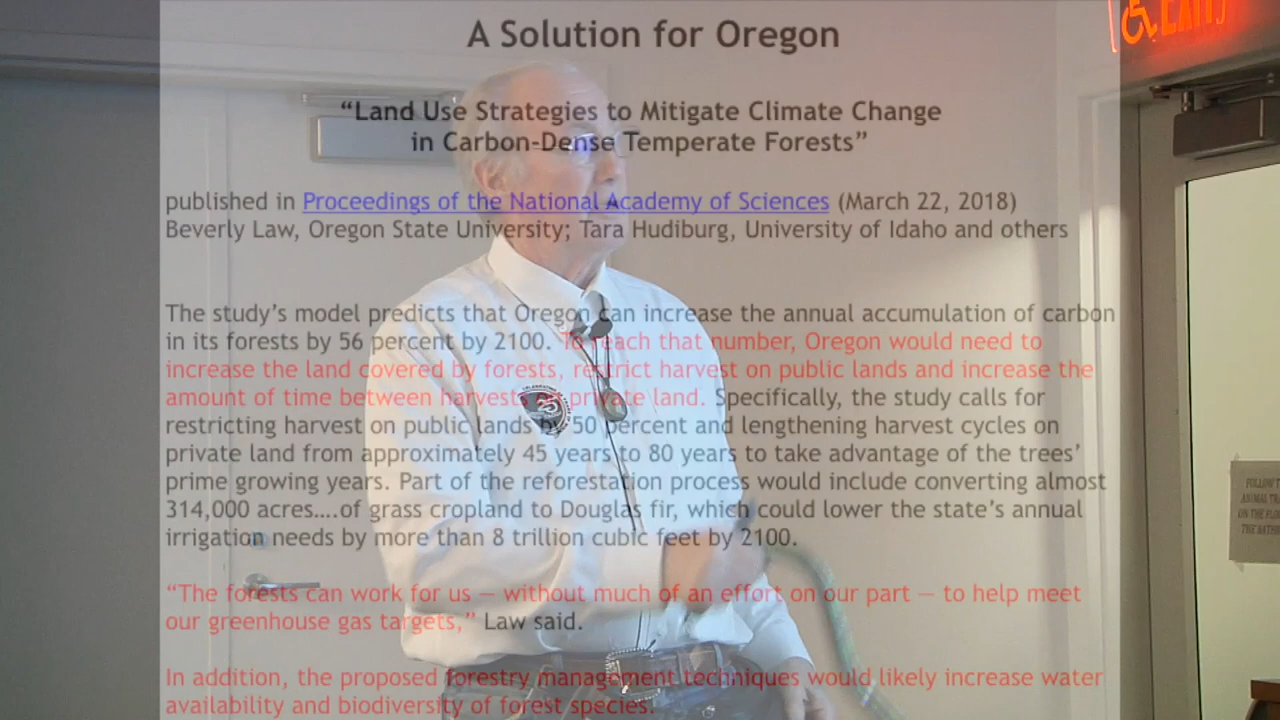 A Solution for Oregon
“Land Use Strategies to Mitigate Climate Change
in Carbon-Dense Temperate Forests”
published in Proceedings of the National Academy of Sciences (March 22, 2018)
Beverly Law, Oregon State University; Tara Hudiburg, University of Idaho and others
The study’s model predicts that Oregon can increase the annual accumulation of carbon
in its forests by 56 percent by 2100. To reach that number, Oregon would need to
increase the land covered by forests, restrict harvest on public lands and increase the
amount of time between harvests on private land. Specifically, the study calls for
restricting harvest on public lands by 50 percent and lengthening harvest cycles on
private land from approximately 45 years to 80 years to take advantage of the trees’
prime growing years. Part of the reforestation process would include converting almost
314,000 acres….of grass cropland to Douglas fir, which could lower the state’s annual
irrigation needs by more than 8 trillion cubic feet by 2100.
“The forests can work for us — without much of an effort on our part — to help meet
our greenhouse gas targets,” Law said.
In addition, the proposed forestry management techniques would likely increase water
availability and biodiversity of forest species.
EXIT
FOLLOW
ANIMAL
ON THE